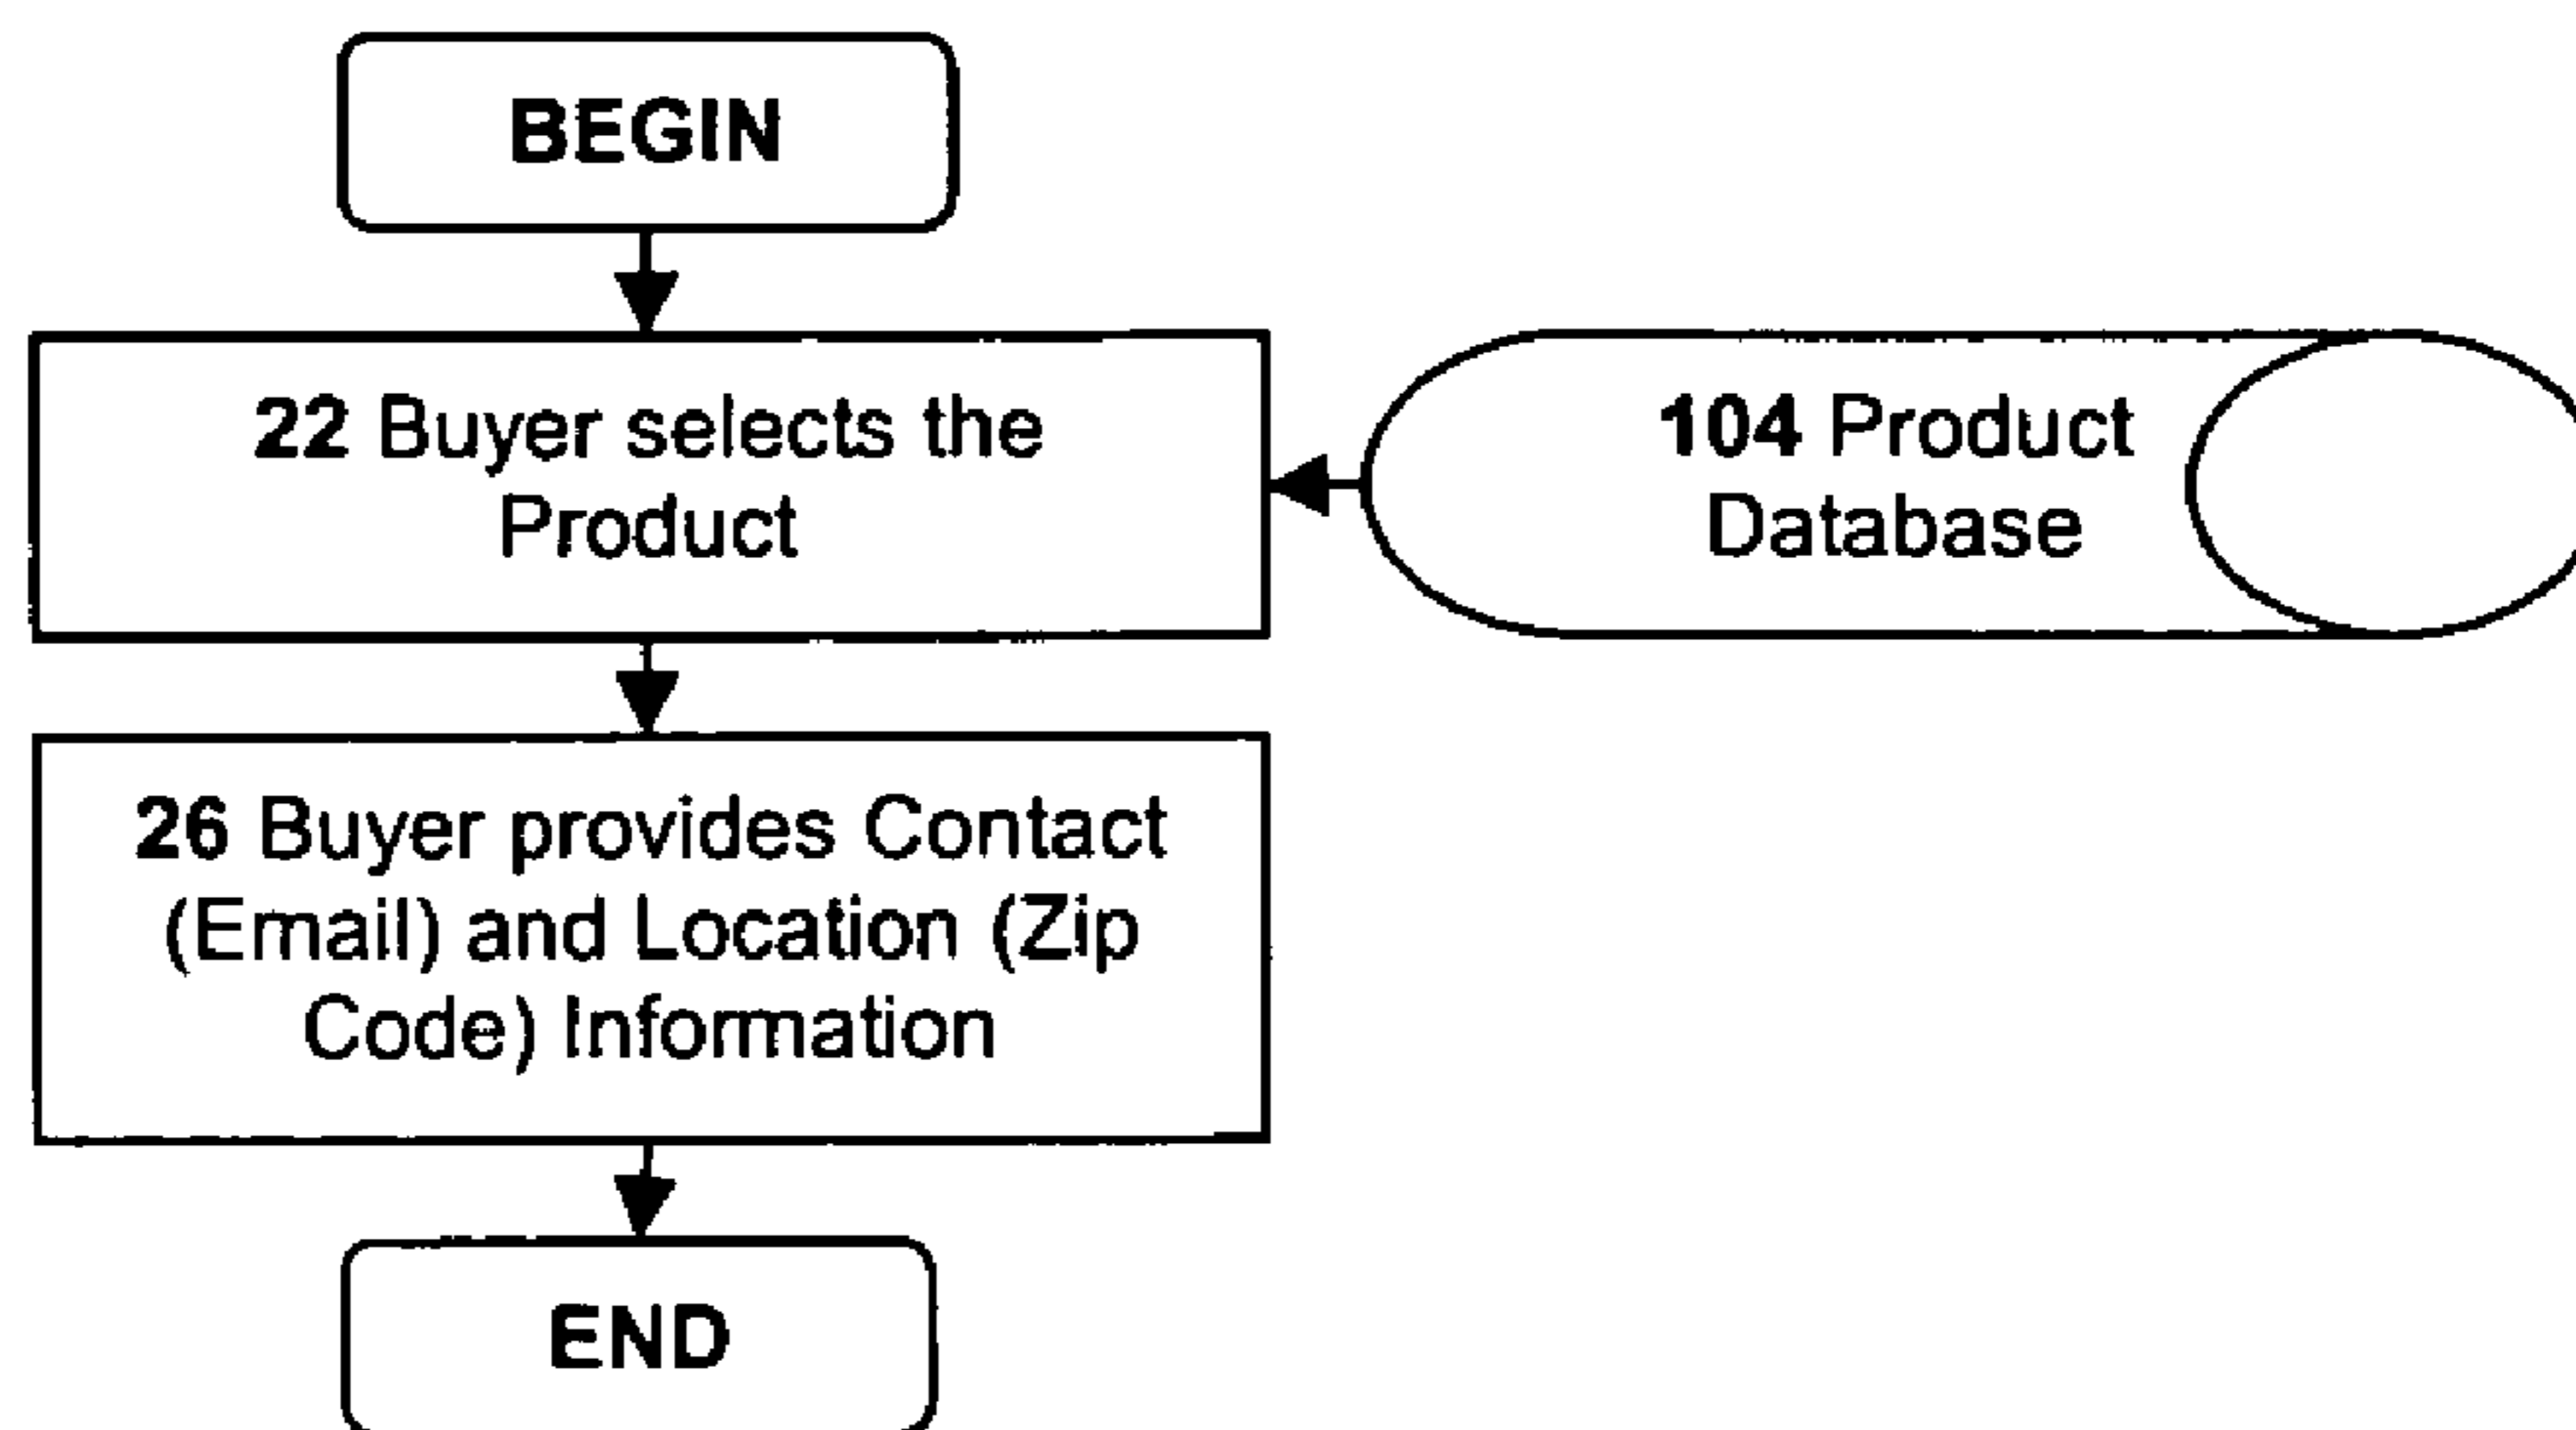 BEGIN
22 Buyer selects the
Product
104 Product
Database
26 Buyer provides Contact
(Email) and Location (Zip
Code) Information
END